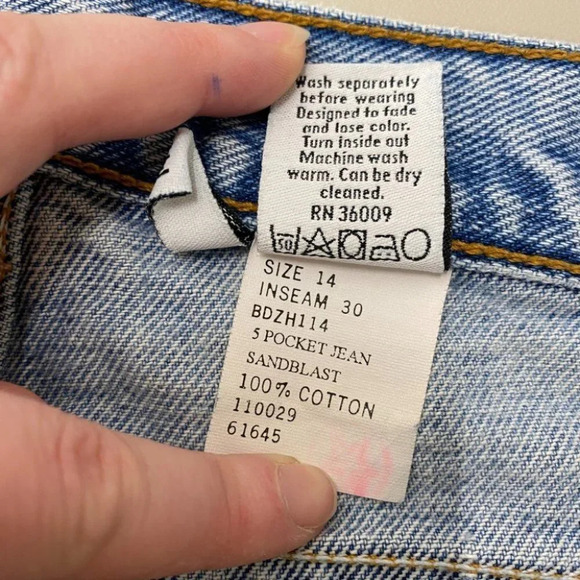 Wash separately
before wearing
Designed to fade
and lose color.
Turn inside out
Machine wash
warm. Can be dry
cleaned.
RN 36009
50
SIZE 14
INSEAM 30
BDZH114
5 POCKET JEAN
SANDBLAST
100% COTTON
110029
61645